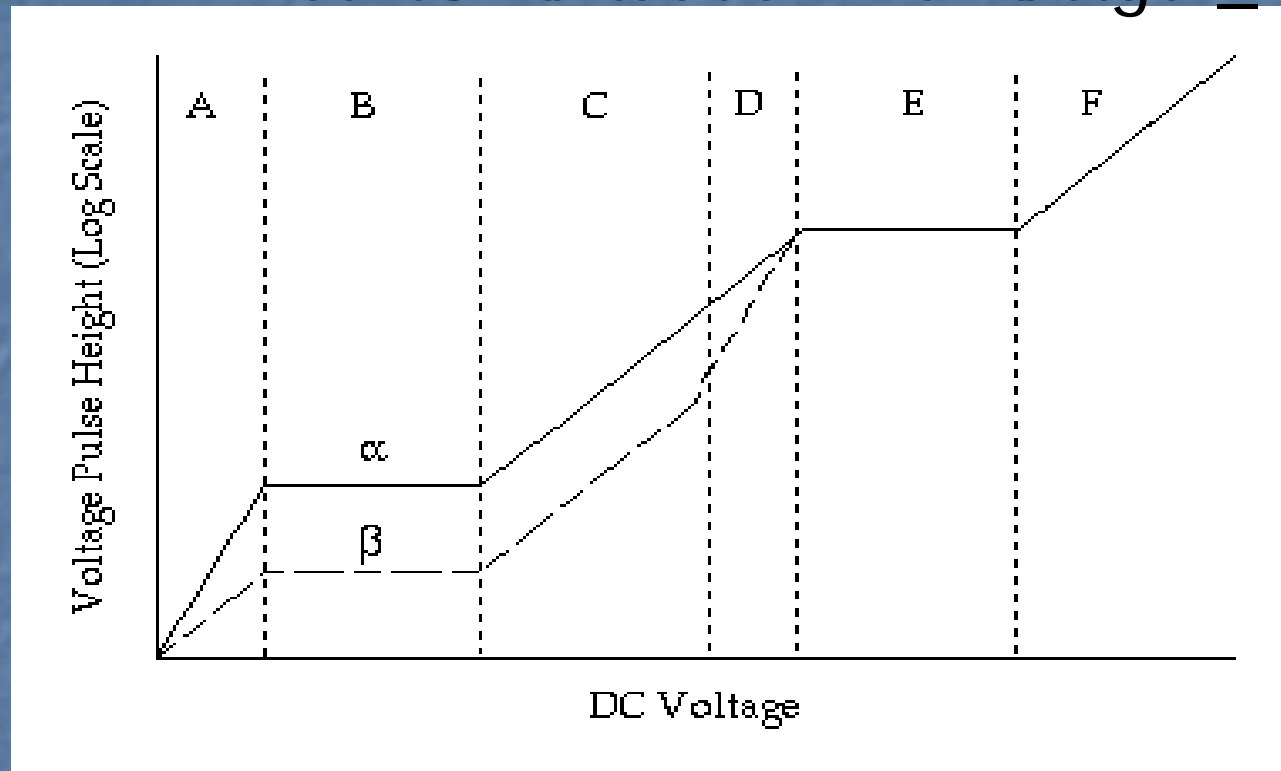 A B C D E F
Voltage Pulse Height (Log Scale)
α
β
DC Voltage